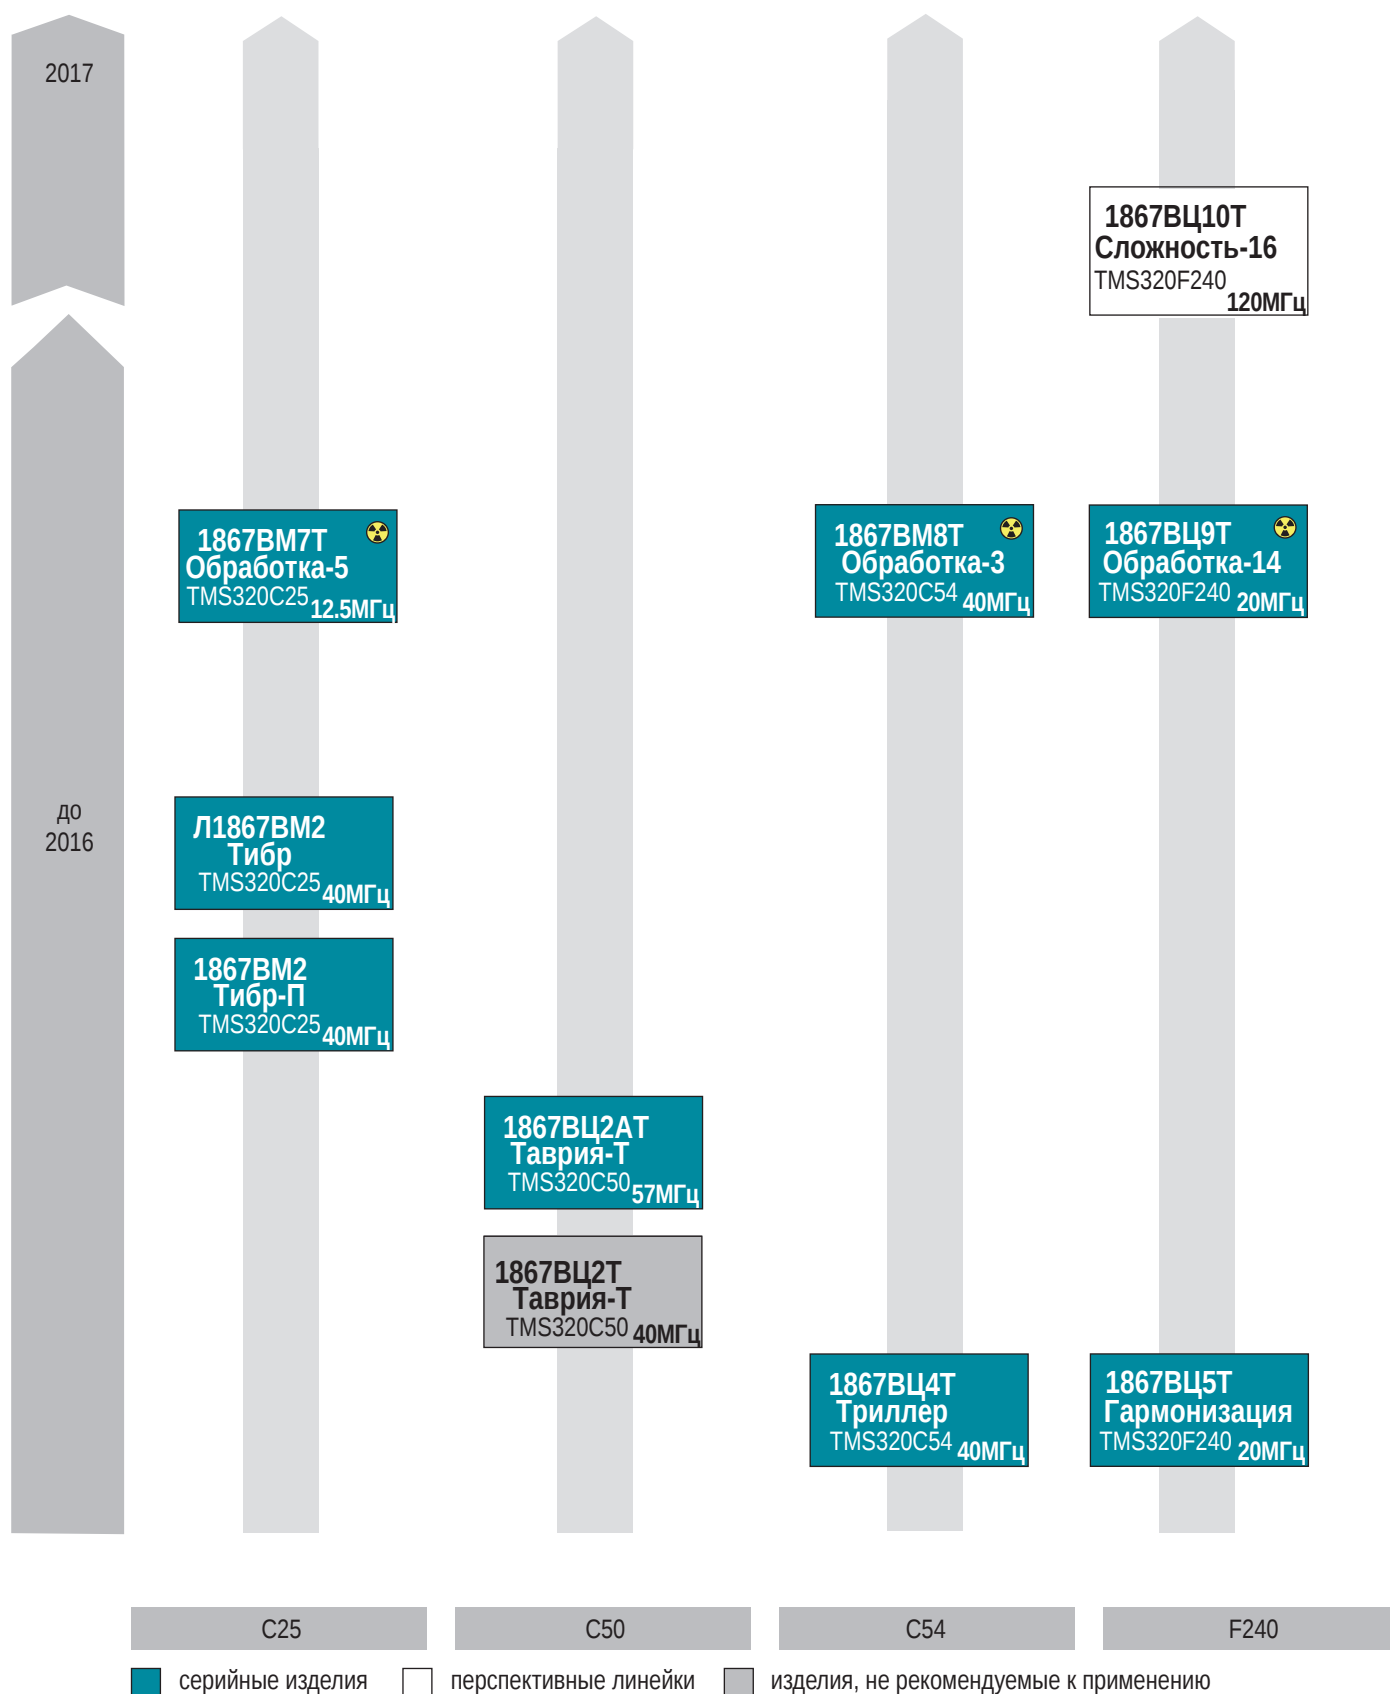 2017
1867ВЦ10Т
Сложность-16
TMS320F240
120МГц
1867ВМ7Т
Обработка-5
TMS320C25
12.5МГц
1867ВМ8Т
Обработка-3
TMS320C54
40МГц
1867ВЦ9Т
Обработка-14
TMS320F240
20МГц
до
2016
Л1867ВМ2
Тибр
TMS320C25
40МГц
1867ВМ2
Тибр-П
TMS320C25
40МГц
1867ВЦ2АТ
Таврия-Т
TMS320C50
57МГц
1867ВЦ2Т
Таврия-Т
TMS320C50
40МГц
1867ВЦ4Т
Триллер
TMS320C54
40МГц
1867ВЦ5Т
Гармонизация
TMS320F240
20МГц
C25
C50
C54
F240
серийные изделия
перспективные линейки
изделия, не рекомендуемые к применению